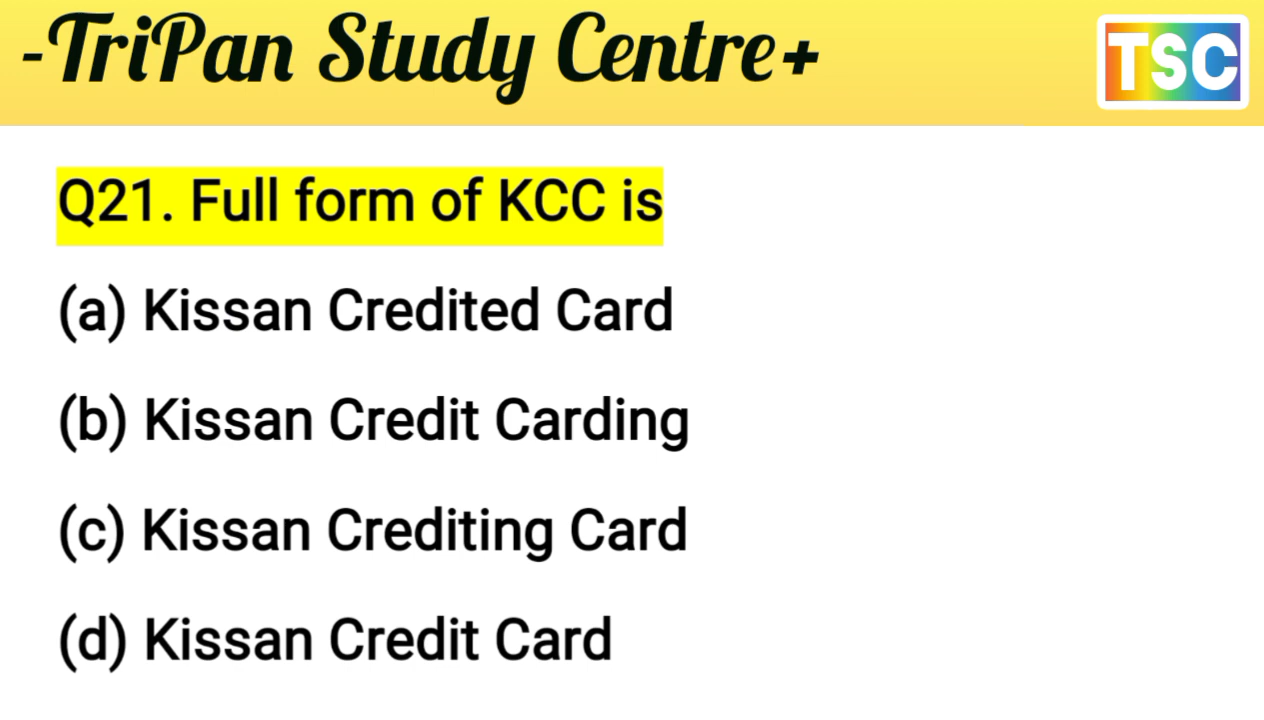 -TriPan Study Centre+
TSC
Q21. Full form of KCC is
(a) Kissan Credited Card
(b) Kissan Credit Carding
(c) Kissan Crediting Card
(d) Kissan Credit Card